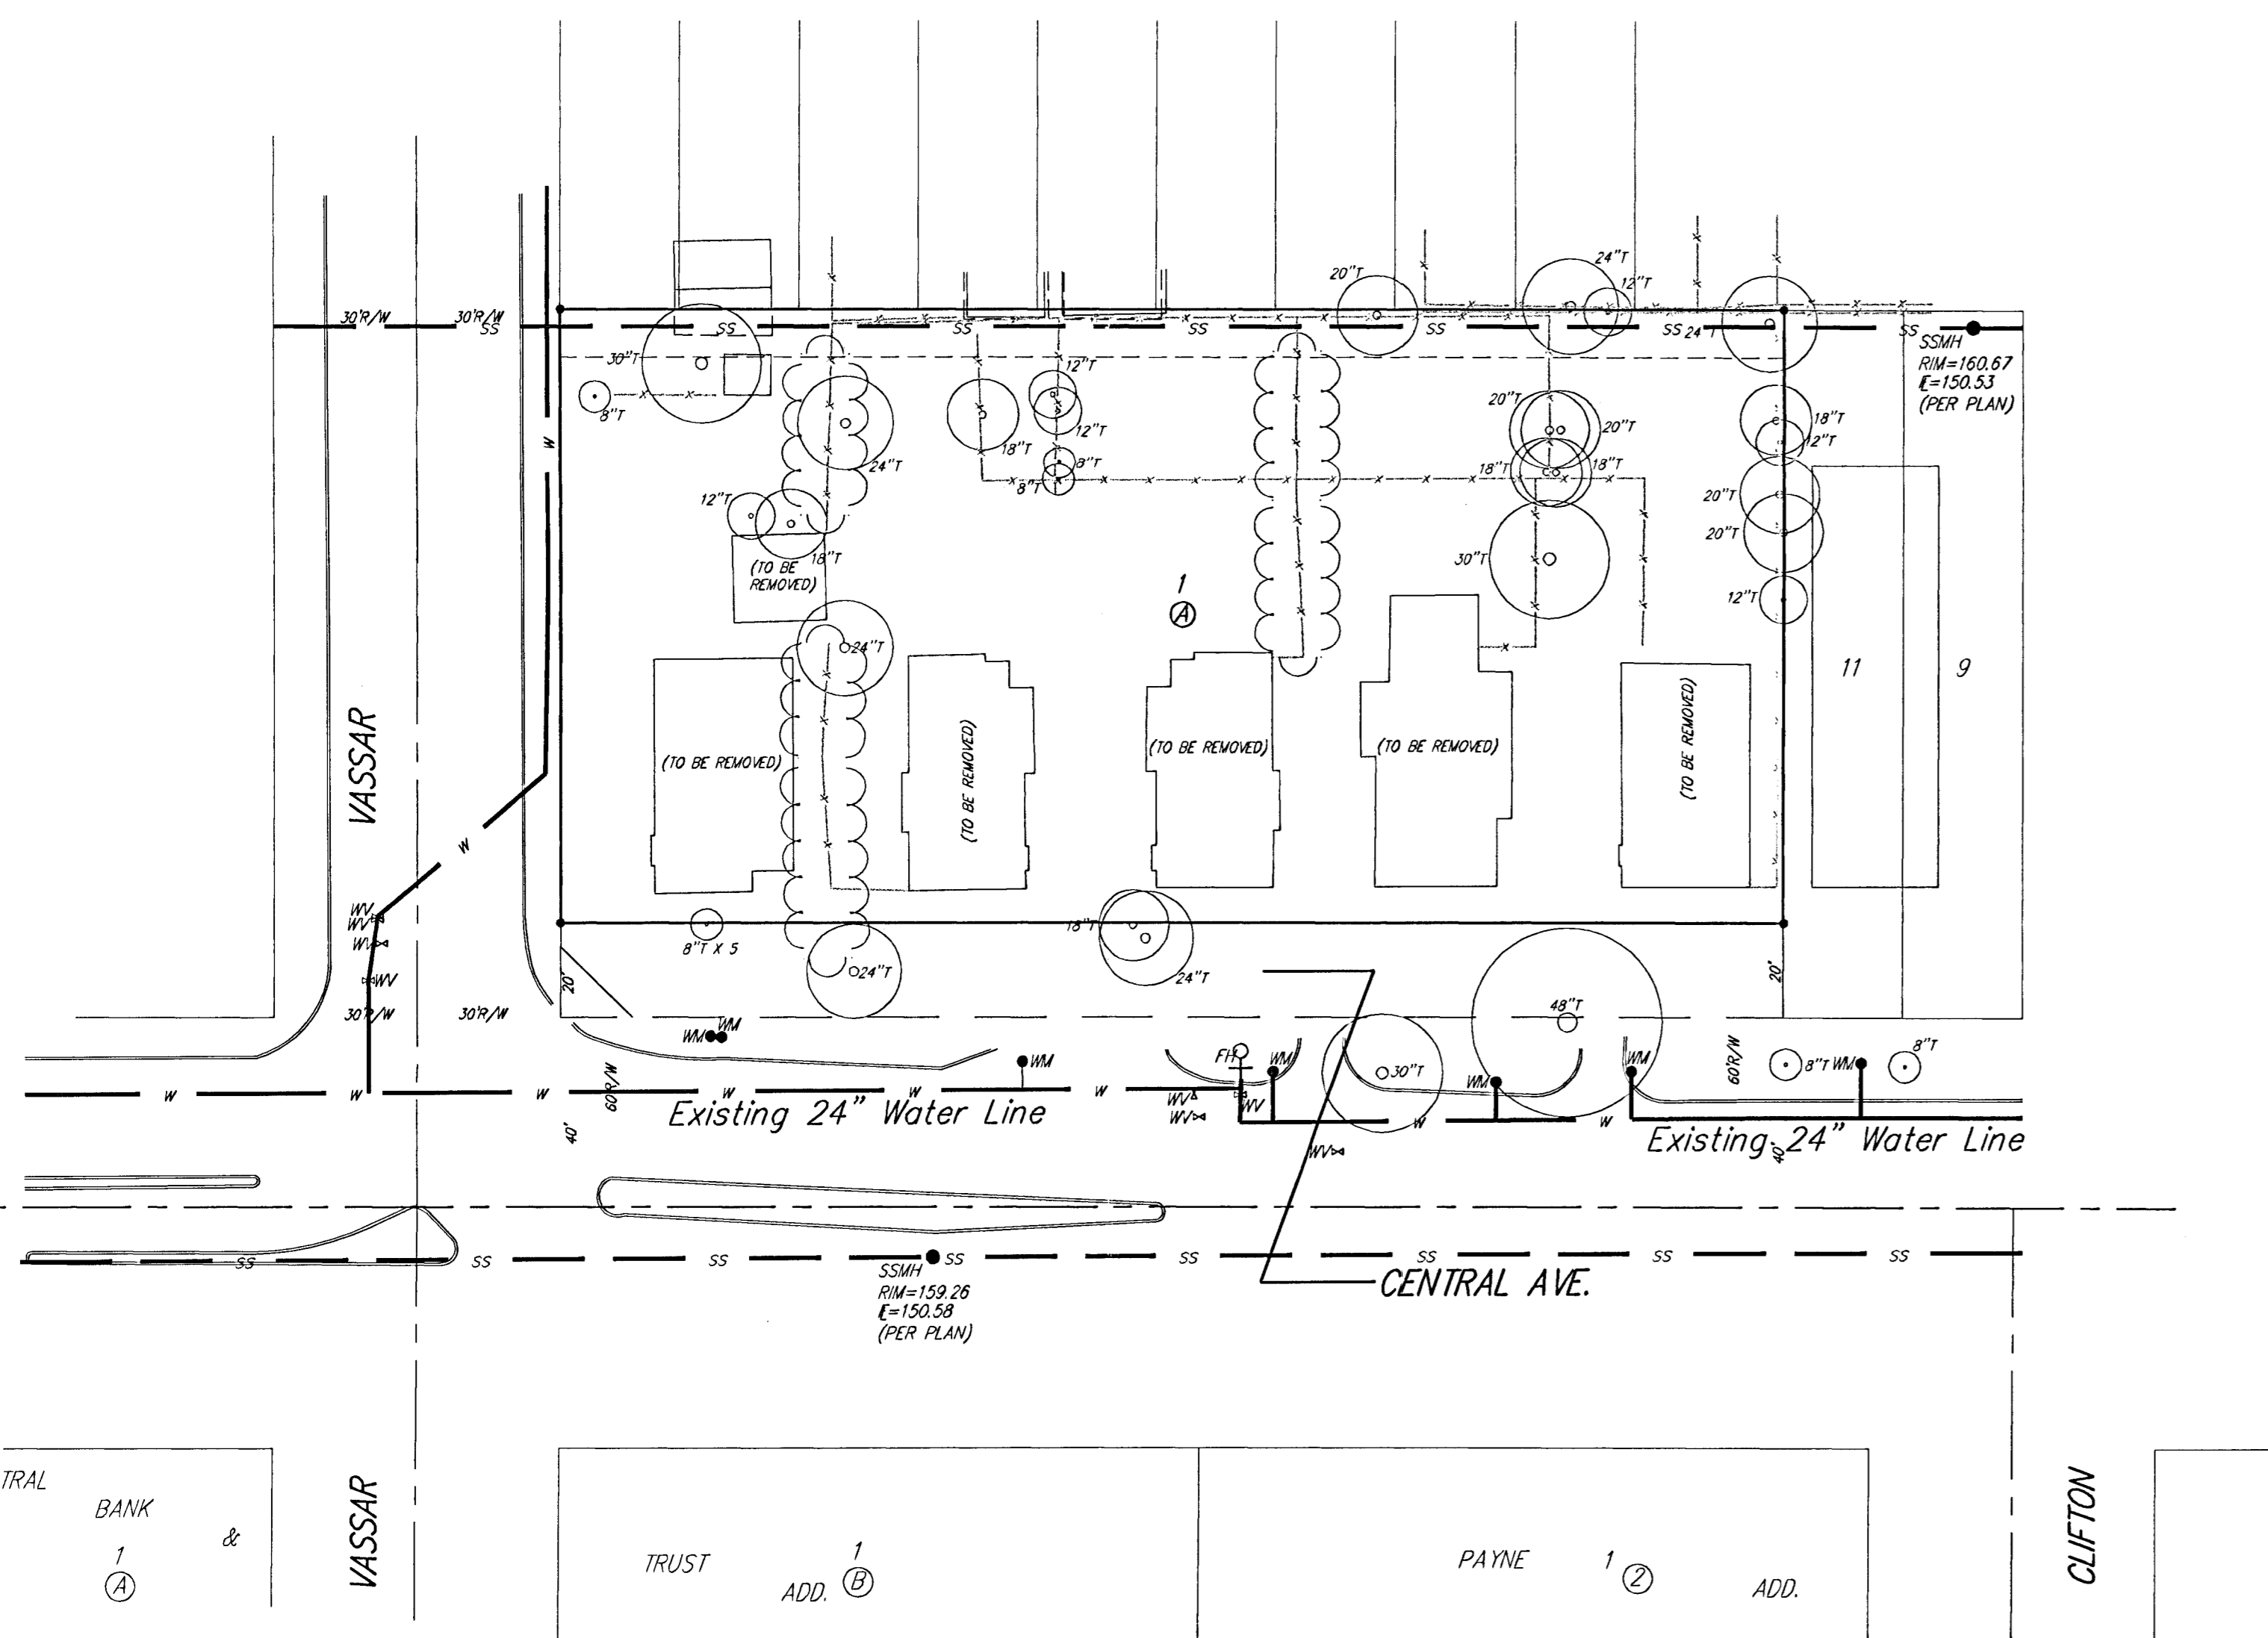 24"T
20"T
12"T
30'R/W
30'R/W
SS
SS
SS
SS
SS
SS
24"T
SS
SSMH
RIM=160.67
℄=150.53
(PER PLAN)
30"T
8"T
12"T
12"T
18"T
24"T
8"T
8"T
20"T
20"T
18"T
18"T
18"T
12"T
20"T
20"T
W
12"T
18"T
(TO BE
REMOVED)
30"T
12"T
1
A
24"T
11
9
VASSAR
(TO BE REMOVED)
(TO BE REMOVED)
(TO BE REMOVED)
(TO BE REMOVED)
(TO BE REMOVED)
W
WV
WV
WV
WV
8"T X 5
18"T
24"T
24"T
20'
20'
48"T
30'R/W
30'R/W
WM
WM
WM
FH
WM
30"T
WM
WM
60'R/W
8"T
WM
8"T
60'R/W
W
W
W
W
W
W
WV
WV
WV
W
W
Existing 24" Water Line
Existing 24" Water Line
40'
40'
WV
SS
SS
SS
SS
SS
SS
SS
SS
SSMH
RIM=159.26
℄=150.58
(PER PLAN)
CENTRAL AVE.
TRAL
BANK
&
1
A
VASSAR
TRUST
1
ADD.
B
PAYNE
1
2
ADD.
CLIFTON